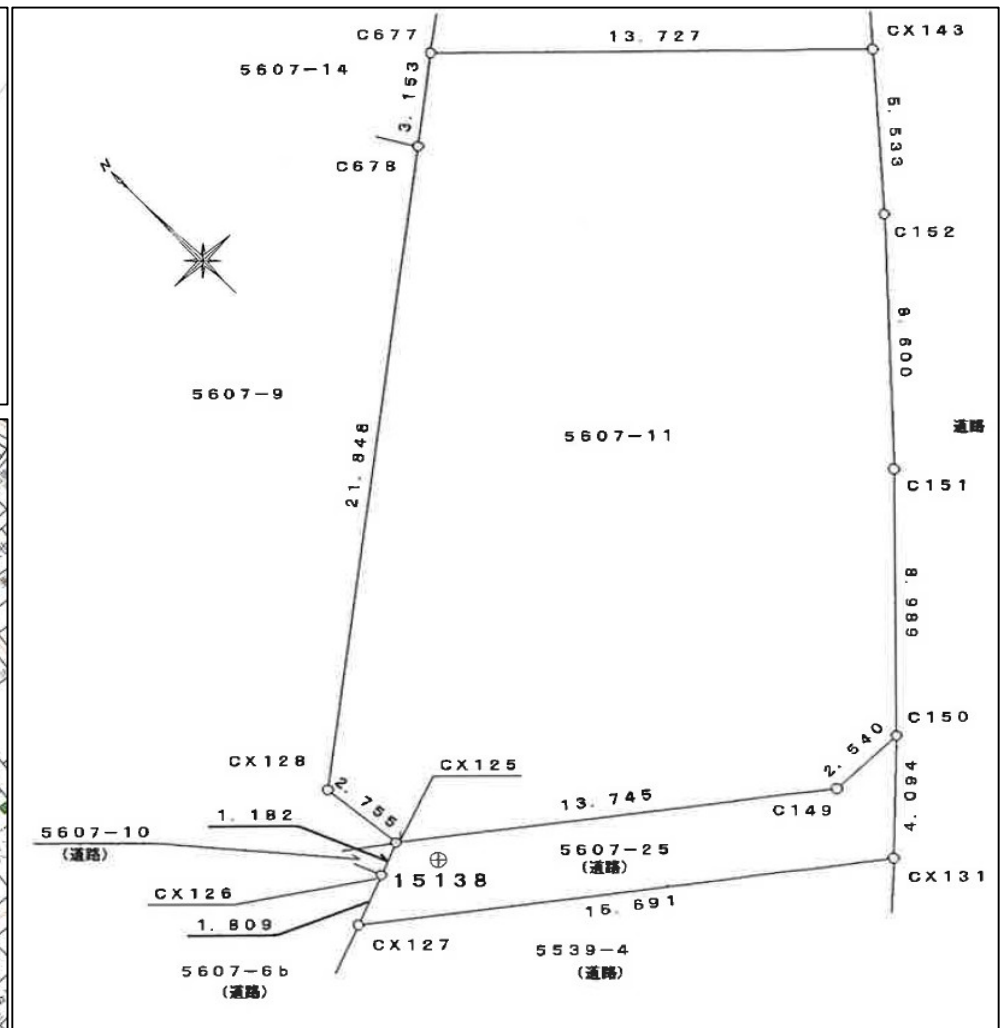 C677
13. 727
CX143
5607-14
3. 153
5. 533
C678
N
C152
8. 600
5607-9
道路
5607-11
21. 848
C151
8. 989
C150
CX128
CX125
2. 540
2. 755
13. 745
4. 094
1. 182
C149
5607-10
(道路)
5607-25
(道路)
15138
CX131
CX126
16. 691
1. 809
CX127
5539-4
(道路)
5607-6b
(道路)